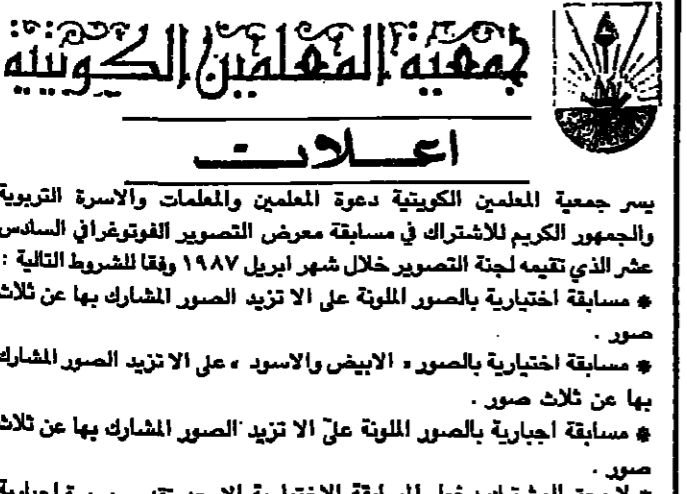 جمعية المعلمين الكويتية
اعلان
يسر جمعية المعلمين الكويتية دعوة المعلمين والمعلمات والاسرة التربوية
والجمهور الكريم للاشتراك في مسابقة معرض التصوير الفوتوغرافي السادس
عشر الذي تقيمه لجنة التصوير خلال شهر ابريل ١٩٨٧ وفقا للشروط التالية :
* مسابقة اختيارية بالصور الملونة على الا تزيد الصور المشارك بها عن ثلاث
صور .
* مسابقة اختيارية بالصور « الابيض والاسود » على الا تزيد الصور المشارك
بها عن ثلاث صور .
* مسابقة اجبارية بالصور الملونة على الا تزيد الصور المشارك بها عن ثلاث
صور .